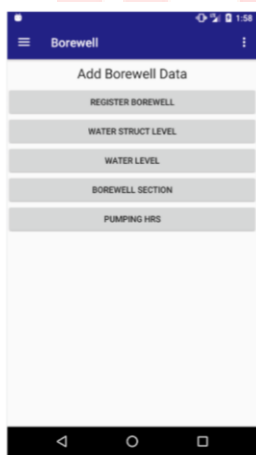 1:58
Borewell
Add Borewell Data
REGISTER BOREWELL
WATER STRUCT LEVEL
WATER LEVEL
BOREWELL SECTION
PUMPING HRS